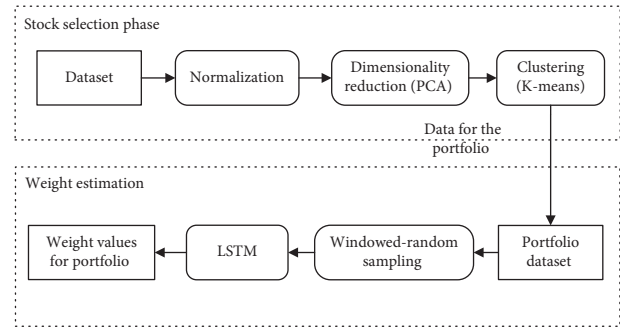 Stock selection phase
Dataset
Normalization
Dimensionality
reduction (PCA)
Clustering
(K-means)
Data for the
portfolio
Weight estimation
Weight values
for portfolio
LSTM
Windowed-random
sampling
Portfolio
dataset